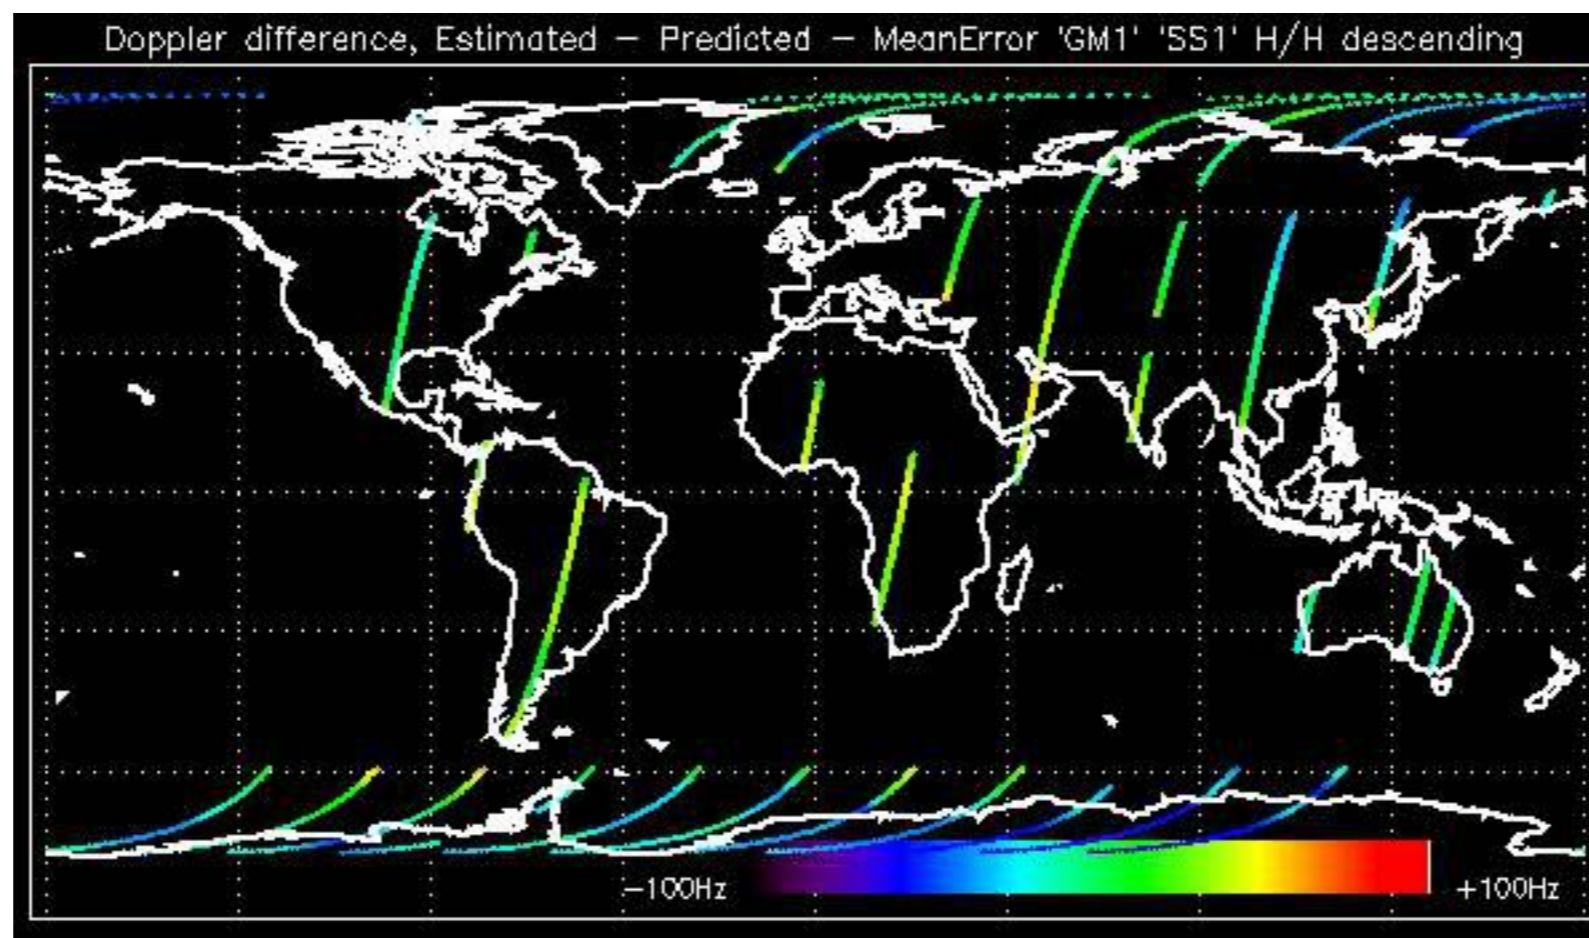 Doppler difference, Estimated − Predicted − MeanError 'GM1' 'SS1' H/H descending
−100Hz
+100Hz